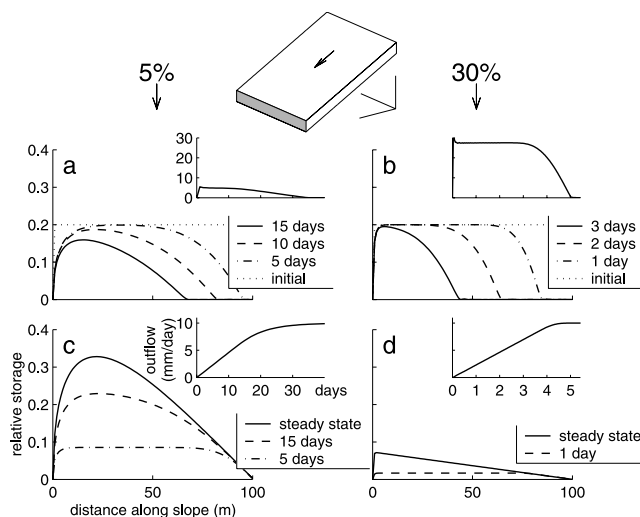 5%
30%
a
30
20
10
0
0.4
0.3
0.2
0.1
0
15 days
10 days
5 days
initial
b
3 days
2 days
1 day
initial
c
outflow
(mm/day)
10
5
0
0 10 20 30
days
0.4
0.3
0.2
0.1
0
relative storage
steady state
15 days
5 days
0 50 100
distance along slope (m)
d
0 1 2 3 4 5
steady state
1 day
0 50 100